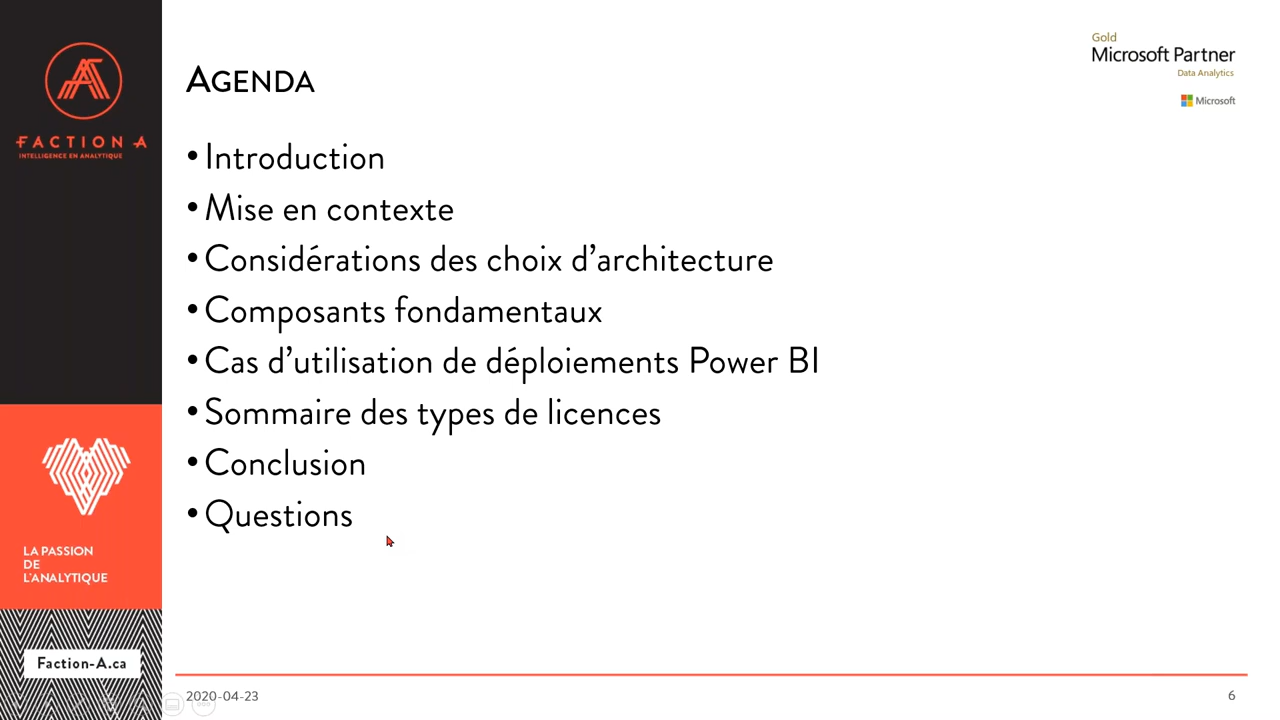 FACTION A
INTELLIGENCE EN ANALYTIQUE
Gold
Microsoft Partner
Data Analytics
Microsoft
AGENDA
• Introduction
• Mise en contexte
• Considérations des choix d’architecture
• Composants fondamentaux
• Cas d’utilisation de déploiements Power BI
• Sommaire des types de licences
• Conclusion
• Questions
LA PASSION
DE
L'ANALYTIQUE
Faction-A.ca
2020-04-23
6